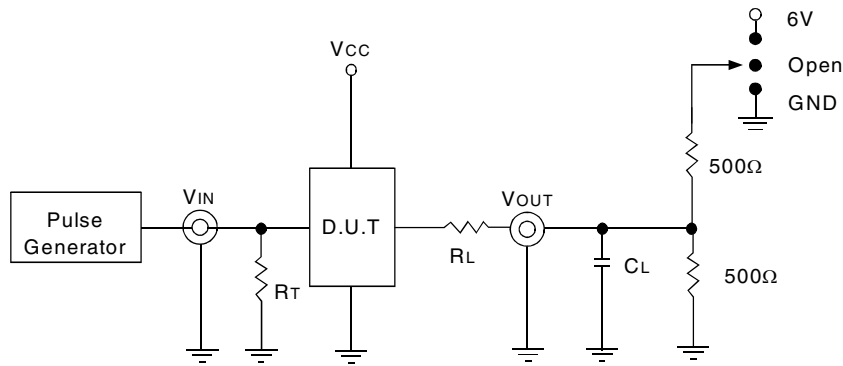 6V
Open
GND
VCC
500Ω
VIN
VOUT
Pulse
Generator
D.U.T
RL
CL
500Ω
RT